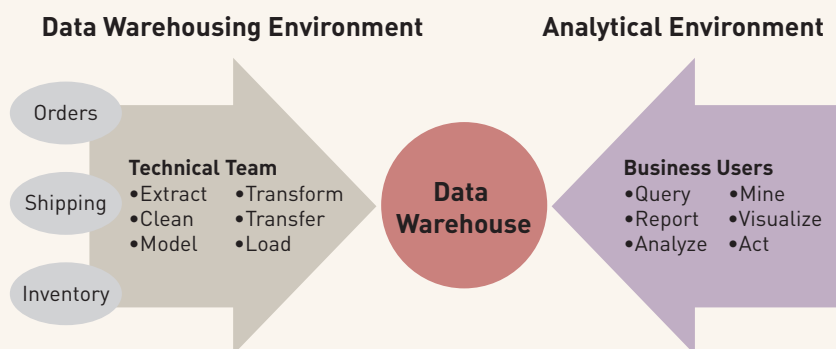 Data Warehousing Environment
Analytical Environment
Orders
Shipping
Inventory
Technical Team
•Extract •Transform
•Clean •Transfer
•Model •Load
Data
Warehouse
Business Users
•Query •Mine
•Report •Visualize
•Analyze •Act